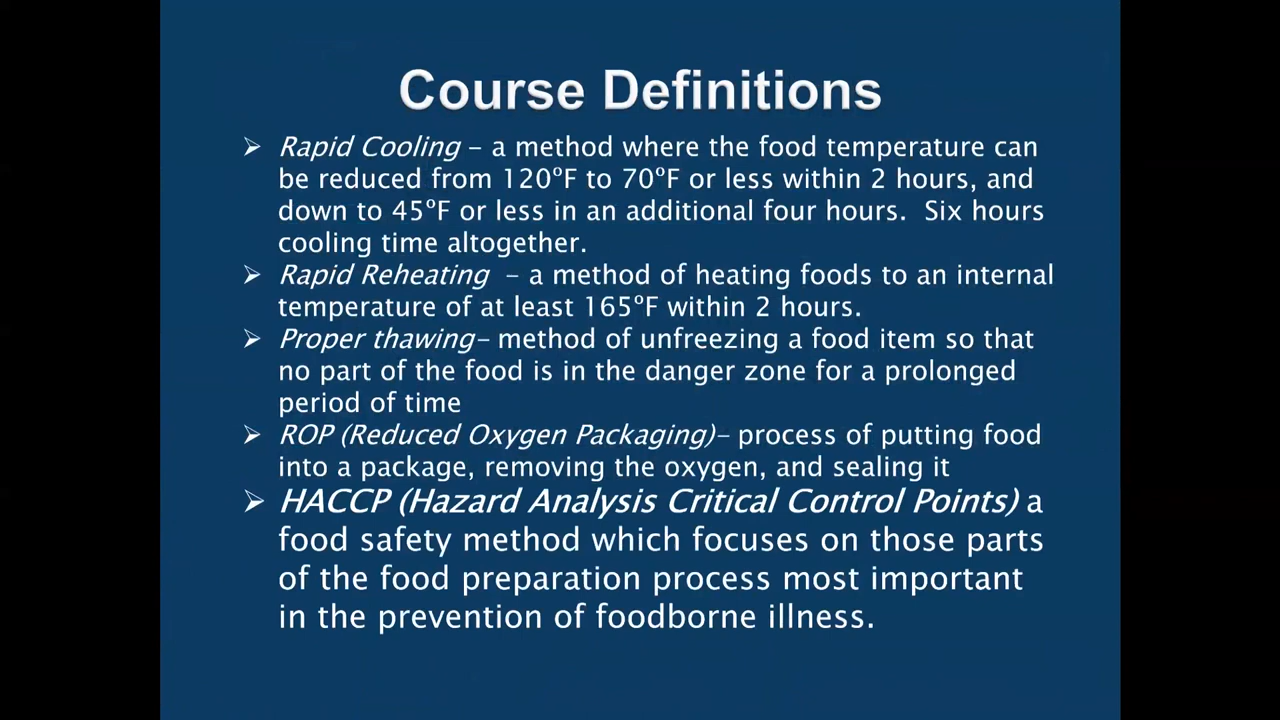 Course Definitions
➢ Rapid Cooling – a method where the food temperature can
be reduced from 120ºF to 70ºF or less within 2 hours, and
down to 45ºF or less in an additional four hours.  Six hours
cooling time altogether.
➢ Rapid Reheating  – a method of heating foods to an internal
temperature of at least 165ºF within 2 hours.
➢ Proper thawing– method of unfreezing a food item so that
no part of the food is in the danger zone for a prolonged
period of time
➢ ROP (Reduced Oxygen Packaging)– process of putting food
into a package, removing the oxygen, and sealing it
➢ HACCP (Hazard Analysis Critical Control Points) a
food safety method which focuses on those parts
of the food preparation process most important
in the prevention of foodborne illness.